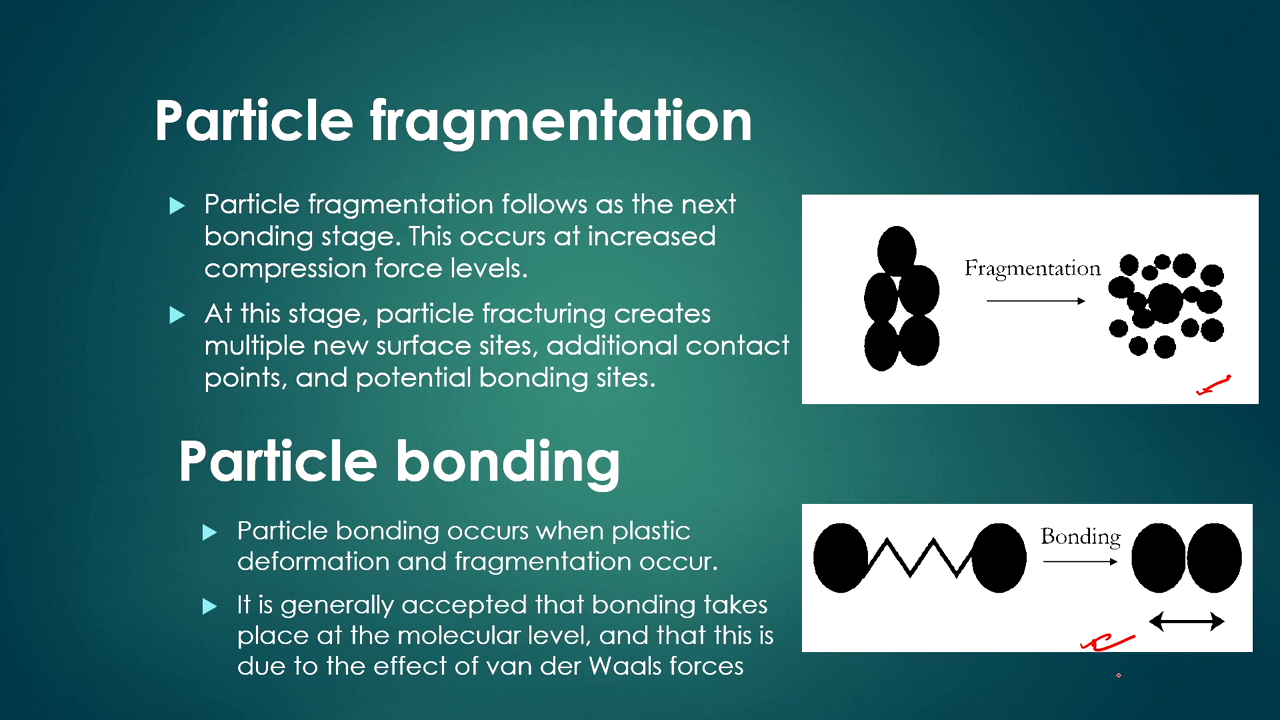 Particle fragmentation
Particle fragmentation follows as the next
bonding stage. This occurs at increased
compression force levels.
At this stage, particle fracturing creates
multiple new surface sites, additional contact
points, and potential bonding sites.
Fragmentation
Particle bonding
Particle bonding occurs when plastic
deformation and fragmentation occur.
It is generally accepted that bonding takes
place at the molecular level, and that this is
due to the effect of van der Waals forces
Bonding